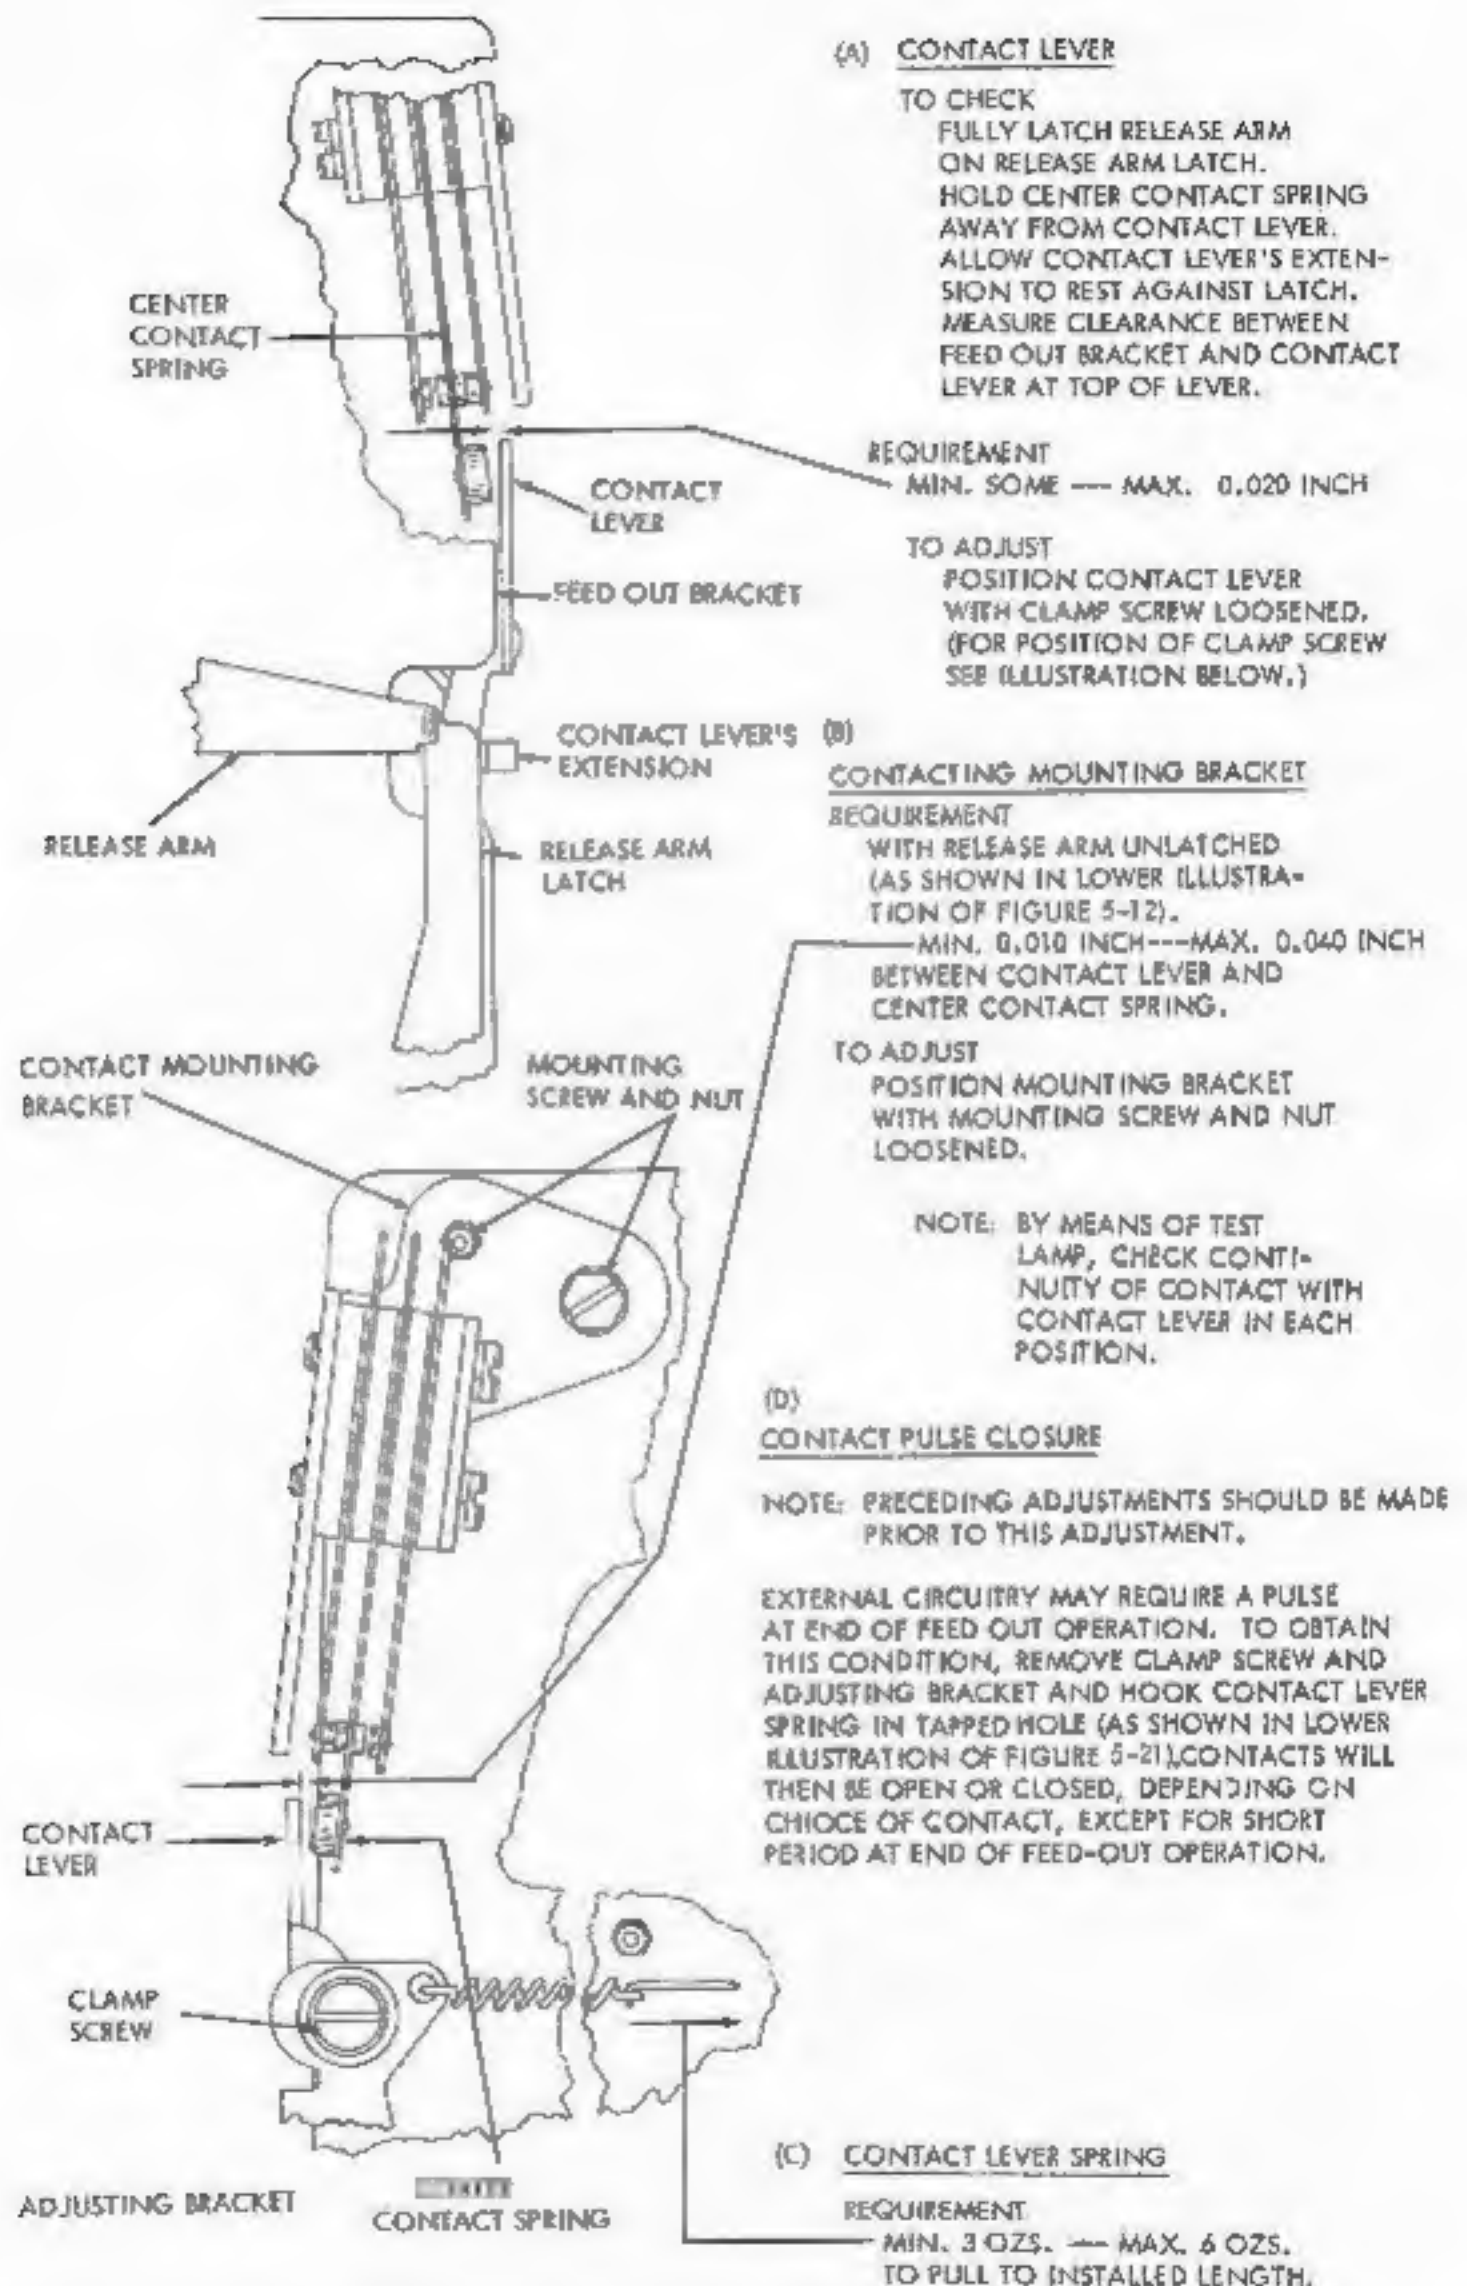 (A) CONTACT LEVER
TO CHECK
FULLY LATCH RELEASE ARM
ON RELEASE ARM LATCH.
HOLD CENTER CONTACT SPRING
AWAY FROM CONTACT LEVER.
ALLOW CONTACT LEVER'S EXTEN-
SION TO REST AGAINST LATCH.
MEASURE CLEARANCE BETWEEN
FEED OUT BRACKET AND CONTACT
LEVER AT TOP OF LEVER.
REQUIREMENT
MIN. SOME --- MAX. 0.020 INCH
TO ADJUST
POSITION CONTACT LEVER
WITH CLAMP SCREW LOOSENED.
(FOR POSITION OF CLAMP SCREW
SEE ILLUSTRATION BELOW.)
CENTER
CONTACT
SPRING
CONTACT
LEVER
FEED OUT BRACKET
CONTACT LEVER'S
EXTENSION
RELEASE ARM
RELEASE ARM
LATCH
(B)
CONTACTING MOUNTING BRACKET
REQUIREMENT
WITH RELEASE ARM UNLATCHED
(AS SHOWN IN LOWER ILLUSTRA-
TION OF FIGURE 5-12).
MIN. 0.010 INCH---MAX. 0.040 INCH
BETWEEN CONTACT LEVER AND
CENTER CONTACT SPRING.
TO ADJUST
POSITION MOUNTING BRACKET
WITH MOUNTING SCREW AND NUT
LOOSENED.
NOTE: BY MEANS OF TEST
LAMP, CHECK CONTI-
NUITY OF CONTACT WITH
CONTACT LEVER IN EACH
POSITION.
CONTACT MOUNTING
BRACKET
MOUNTING
SCREW AND NUT
(D)
CONTACT PULSE CLOSURE
NOTE: PRECEDING ADJUSTMENTS SHOULD BE MADE
PRIOR TO THIS ADJUSTMENT.
EXTERNAL CIRCUITRY MAY REQUIRE A PULSE
AT END OF FEED OUT OPERATION. TO OBTAIN
THIS CONDITION, REMOVE CLAMP SCREW AND
ADJUSTING BRACKET AND HOOK CONTACT LEVER
SPRING IN TAPPED HOLE (AS SHOWN IN LOWER
ILLUSTRATION OF FIGURE 5-21).CONTACTS WILL
THEN BE OPEN OR CLOSED, DEPENDING ON
CHIOCE OF CONTACT, EXCEPT FOR SHORT
PERIOD AT END OF FEED-OUT OPERATION.
CONTACT
LEVER
CLAMP
SCREW
ADJUSTING BRACKET
CONTACT SPRING
(C) CONTACT LEVER SPRING
REQUIREMENT
MIN. 3 OZS. --- MAX. 6 OZS.
TO PULL TO INSTALLED LENGTH.